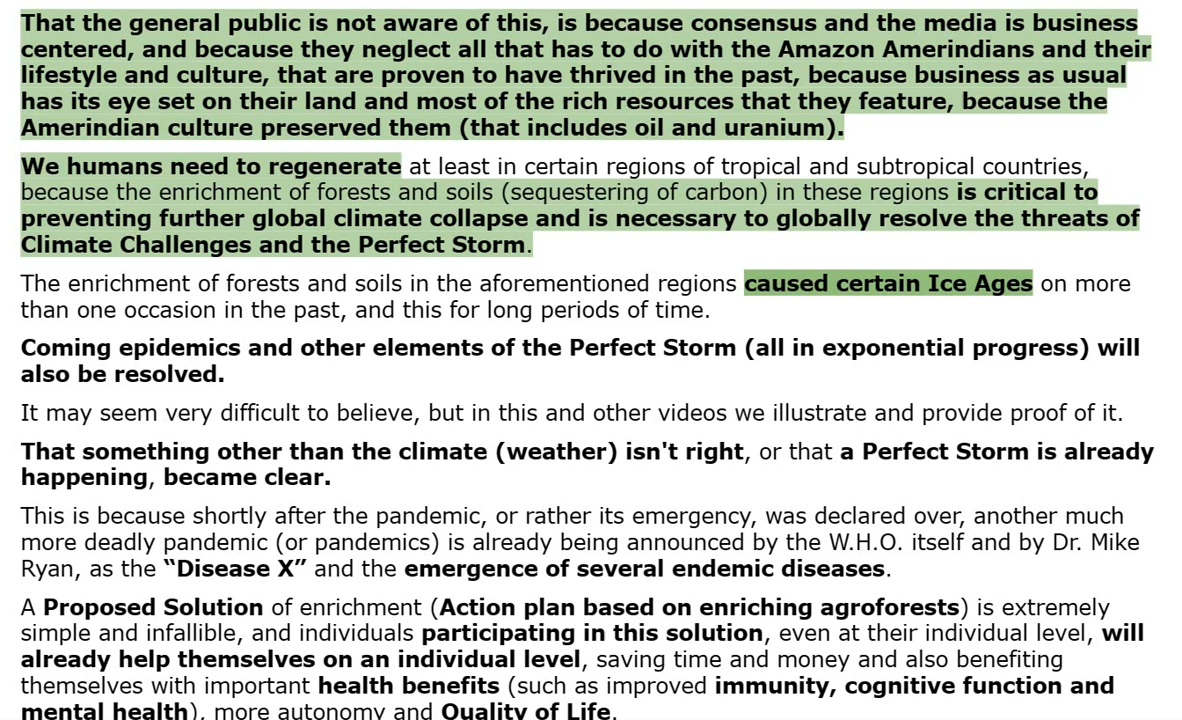 That the general public is not aware of this, is because consensus and the media is business
centered, and because they neglect all that has to do with the Amazon Amerindians and their
lifestyle and culture, that are proven to have thrived in the past, because business as usual
has its eye set on their land and most of the rich resources that they feature, because the
Amerindian culture preserved them (that includes oil and uranium).
We humans need to regenerate at least in certain regions of tropical and subtropical countries,
because the enrichment of forests and soils (sequestering of carbon) in these regions is critical to
preventing further global climate collapse and is necessary to globally resolve the threats of
Climate Challenges and the Perfect Storm.
The enrichment of forests and soils in the aforementioned regions caused certain Ice Ages on more
than one occasion in the past, and this for long periods of time.
Coming epidemics and other elements of the Perfect Storm (all in exponential progress) will
also be resolved.
It may seem very difficult to believe, but in this and other videos we illustrate and provide proof of it.
That something other than the climate (weather) isn't right, or that a Perfect Storm is already
happening, became clear.
This is because shortly after the pandemic, or rather its emergency, was declared over, another much
more deadly pandemic (or pandemics) is already being announced by the W.H.O. itself and by Dr. Mike
Ryan, as the “Disease X” and the emergence of several endemic diseases.
A Proposed Solution of enrichment (Action plan based on enriching agroforests) is extremely
simple and infallible, and individuals participating in this solution, even at their individual level, will
already help themselves on an individual level, saving time and money and also benefiting
themselves with important health benefits (such as improved immunity, cognitive function and
mental health), more autonomy and Quality of Life.